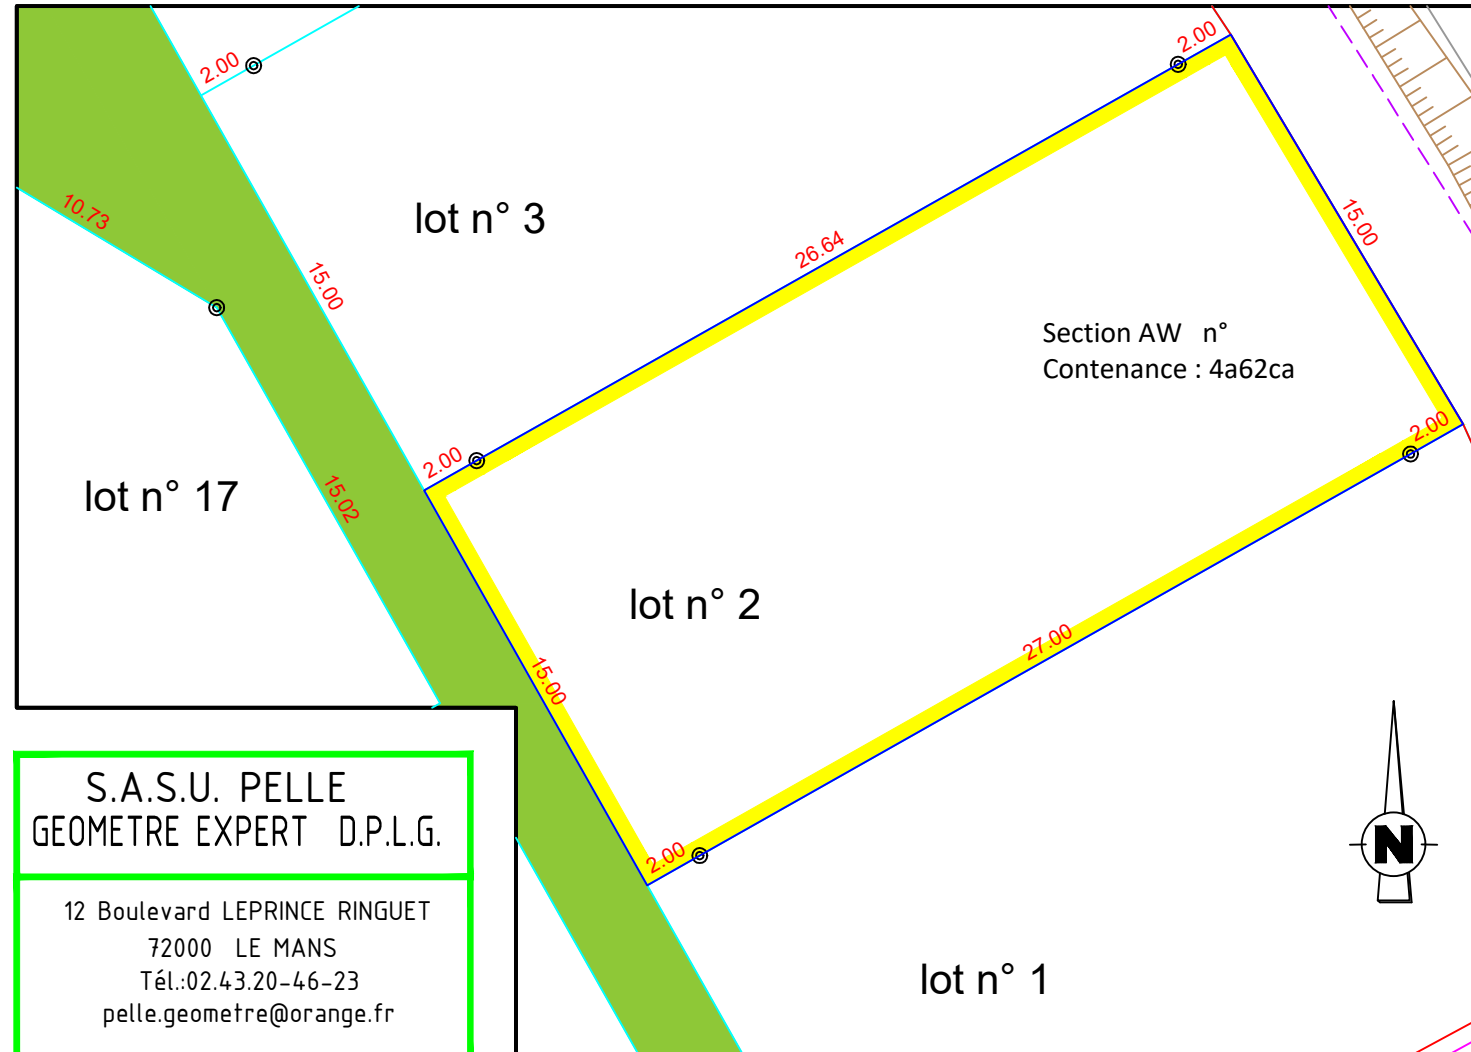 2.00
2.00
10.73
lot n° 3
15.00
26.64
15.00
Section AW n°
Contenance : 4a62ca
2.00
2.00
lot n° 17
15.02
lot n° 2
27.00
15.00
2.00
S.A.S.U. PELLE
GEOMETRE EXPERT D.P.L.G.
12 Boulevard LEPRINCE RINGUET
72000 LE MANS
Tél.:02.43.20-46-23
pelle.geometre@orange.fr
lot n° 1
N